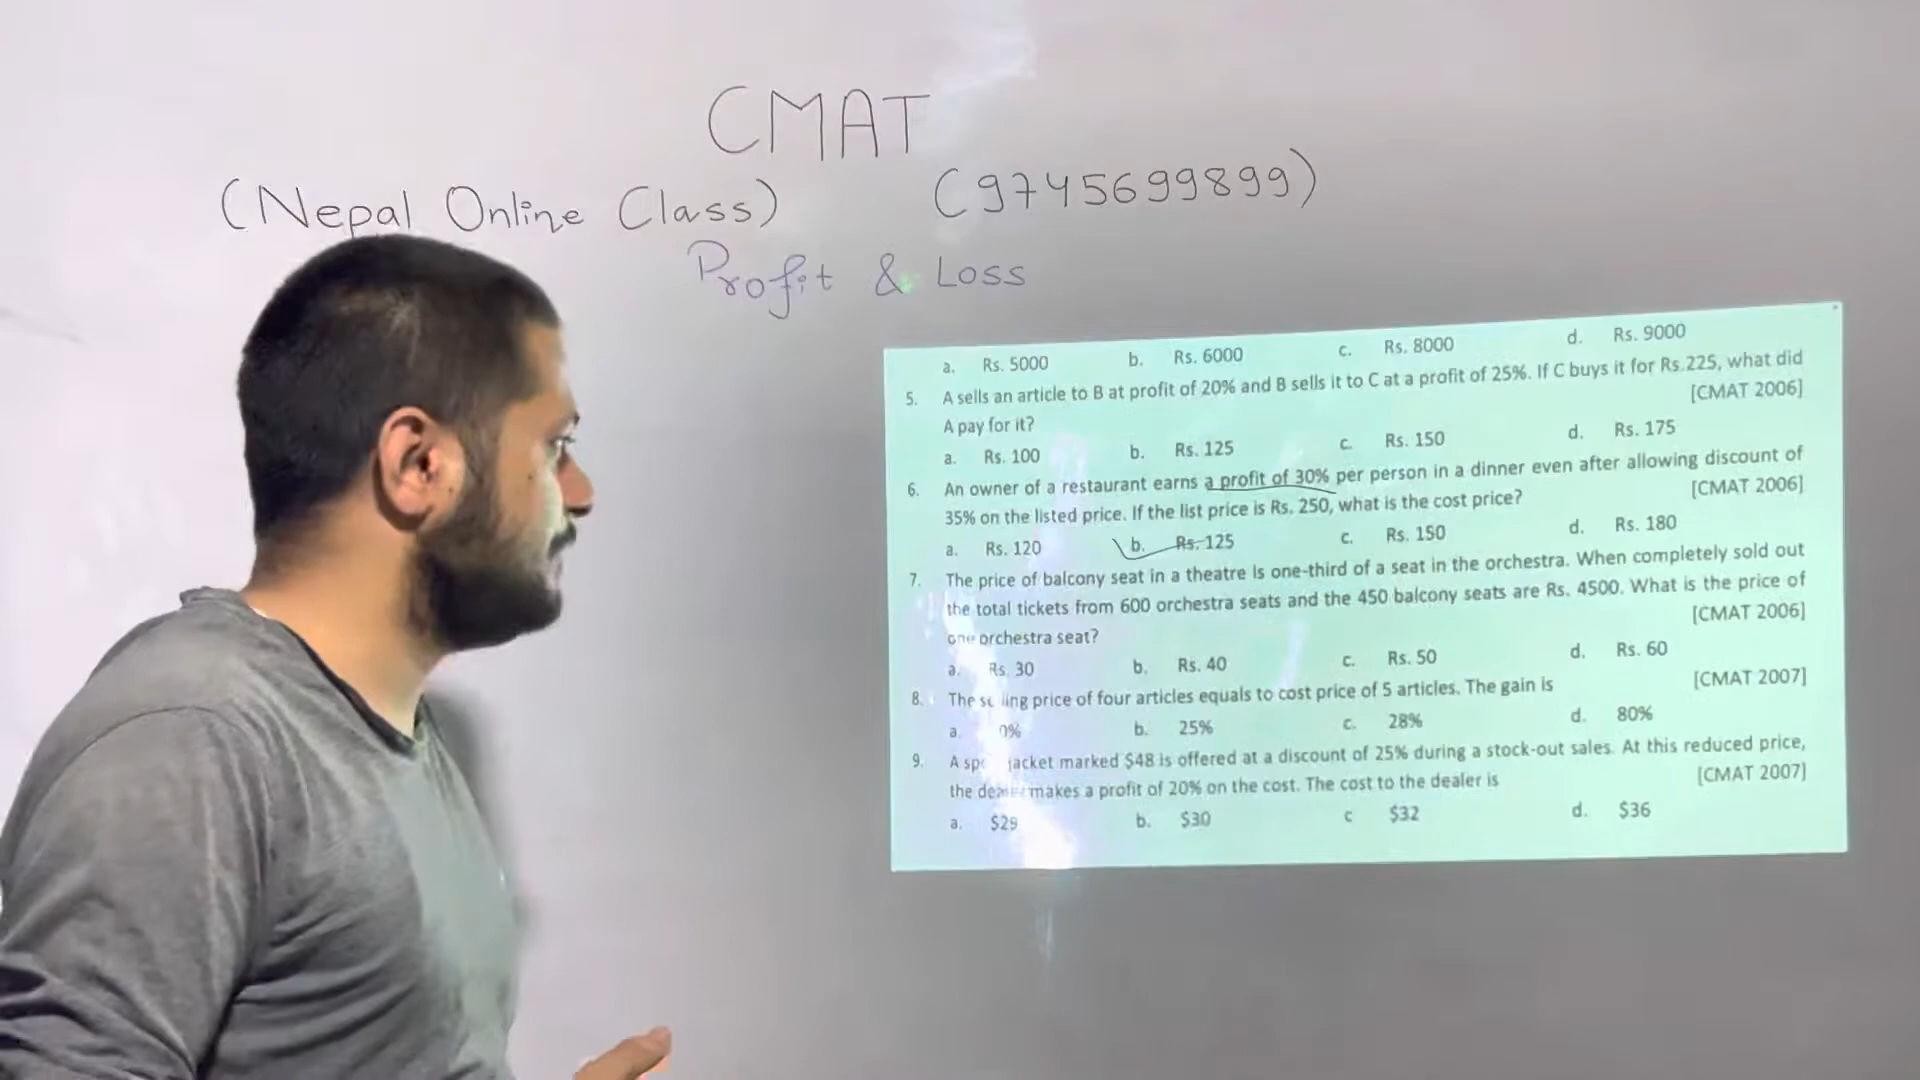 CMAT
(Nepal Online Class) (9745699899)
Profit & Loss
a. Rs. 5000 b. Rs. 6000 c. Rs. 8000 d. Rs. 9000
5. A sells an article to B at profit of 20% and B sells it to C at a profit of 25%. If C buys it for Rs.225, what did
A pay for it? [CMAT 2006]
a. Rs. 100 b. Rs. 125 c. Rs. 150 d. Rs. 175
6. An owner of a restaurant earns a profit of 30% per person in a dinner even after allowing discount of
35% on the listed price. If the list price is Rs. 250, what is the cost price? [CMAT 2006]
a. Rs. 120 b. Rs. 125 c. Rs. 150 d. Rs. 180
7. The price of balcony seat in a theatre is one-third of a seat in the orchestra. When completely sold out
the total tickets from 600 orchestra seats and the 450 balcony seats are Rs. 4500. What is the price of
one orchestra seat? [CMAT 2006]
a. Rs. 30 b. Rs. 40 c. Rs. 50 d. Rs. 60
8. The price of four articles equals to cost price of 5 articles. The gain is [CMAT 2007]
a. b. 25% c. 28% d. 80%
9. A jacket marked $48 is offered at a discount of 25% during a stock-out sales. At this reduced price,
the makes a profit of 20% on the cost. The cost to the dealer is [CMAT 2007]
a. $29 b. $30 c $32 d. $36